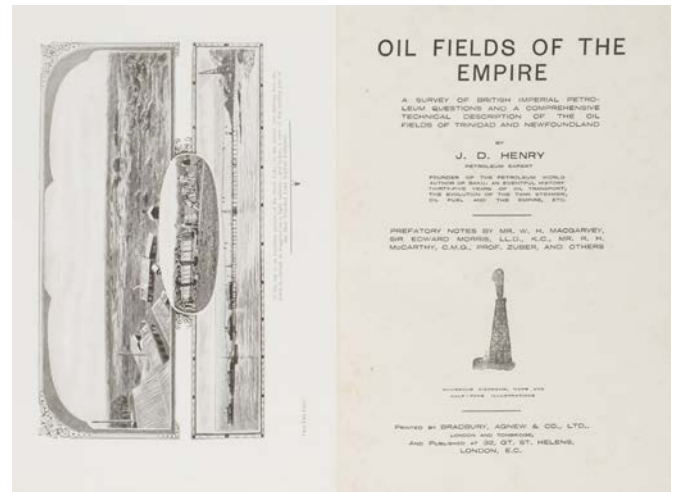 OIL FIELDS OF THE
EMPIRE
A SURVEY OF BRITISH IMPERIAL PETRO-
LEUM QUESTIONS AND A COMPREHENSIVE
TECHNICAL DESCRIPTION OF THE OIL
FIELDS OF TRINIDAD AND NEWFOUNDLAND
BY
J. D. HENRY
PETROLEUM EXPERT
FOUNDER OF THE PETROLEUM WORLD
AUTHOR OF BAKU: AN EVENTFUL HISTORY
THIRTY-FIVE YEARS OF OIL TRANSPORT;
THE EVOLUTION OF THE TANK STEAMER;
OIL FUEL AND THE EMPIRE, ETC.
PREFATORY NOTES BY MR. W. H. MACGARVEY,
SIR EDWARD MORRIS, LL.D., K.C., MR. R. H.
McCARTHY, C.M.G., PROF. ZUBER, AND OTHERS
NUMEROUS DIAGRAMS, MAPS AND
HALF-TONE ILLUSTRATIONS
PRINTED BY BRADBURY, AGNEW & CO., LTD.,
LONDON AND TONBRIDGE,
AND PUBLISHED AT 32, GT. ST. HELENS,
LONDON, E.C.